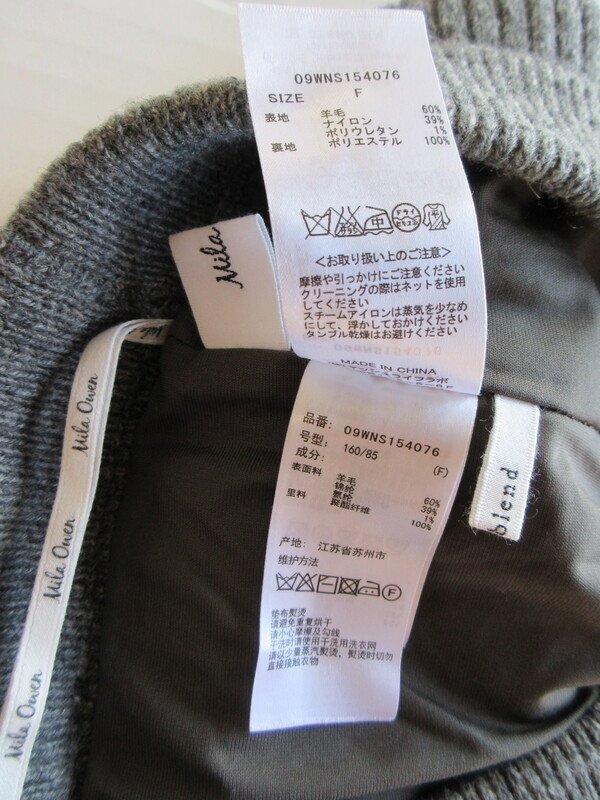 09WNS154076
SIZE F
表地 羊毛 60%
ナイロン 39%
ポリウレタン 1%
裏地 ポリエステル 100%
<お取り扱い上のご注意>
摩擦や引っかけにご注意ください
クリーニングの際はネットを使用
してください
スチームアイロンは蒸気を少なめ
にして、浮かしておかけください
タンブル乾燥はお避けください
MADE IN CHINA
Mila
Mila Owen
Mila Owen
Mila Owen
blend
品番: 09WNS154076
号型: 160/85 (F)
成分:
表面料 羊毛 60%
锦纶 39%
氨纶 1%
里料 聚酯纤维 100%
产地: 江苏省苏州市
维护方法
垫布熨烫
请避免重复烘干
请小心摩擦及勾线
干洗时请使用干洗用洗衣网
请以少量蒸汽熨烫，熨烫时切勿
直接接触衣物